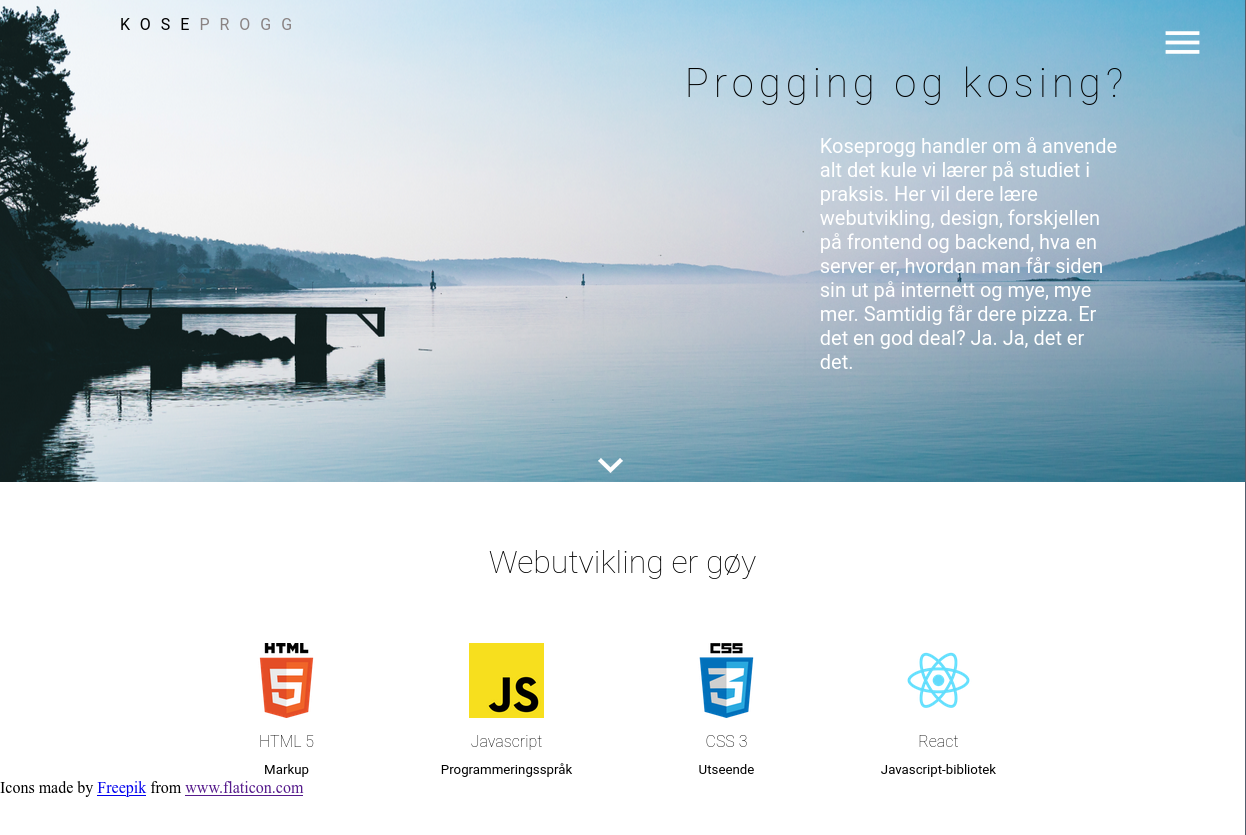 KOSEPROGG
Progging og kosing?
Koseprogg handler om å anvende
alt det kule vi lærer på studiet i
praksis. Her vil dere lære
webutvikling, design, forskjellen
på frontend og backend, hva en
server er, hvordan man får siden
sin ut på internett og mye, mye
mer. Samtidig får dere pizza. Er
det en god deal? Ja. Ja, det er
det.
Webutvikling er gøy
HTML 5
JS
CSS 3
HTML 5
Javascript
CSS 3
React
Markup
Programmeringsspråk
Utseende
Javascript-bibliotek
Icons made by Freepik from www.flaticon.com